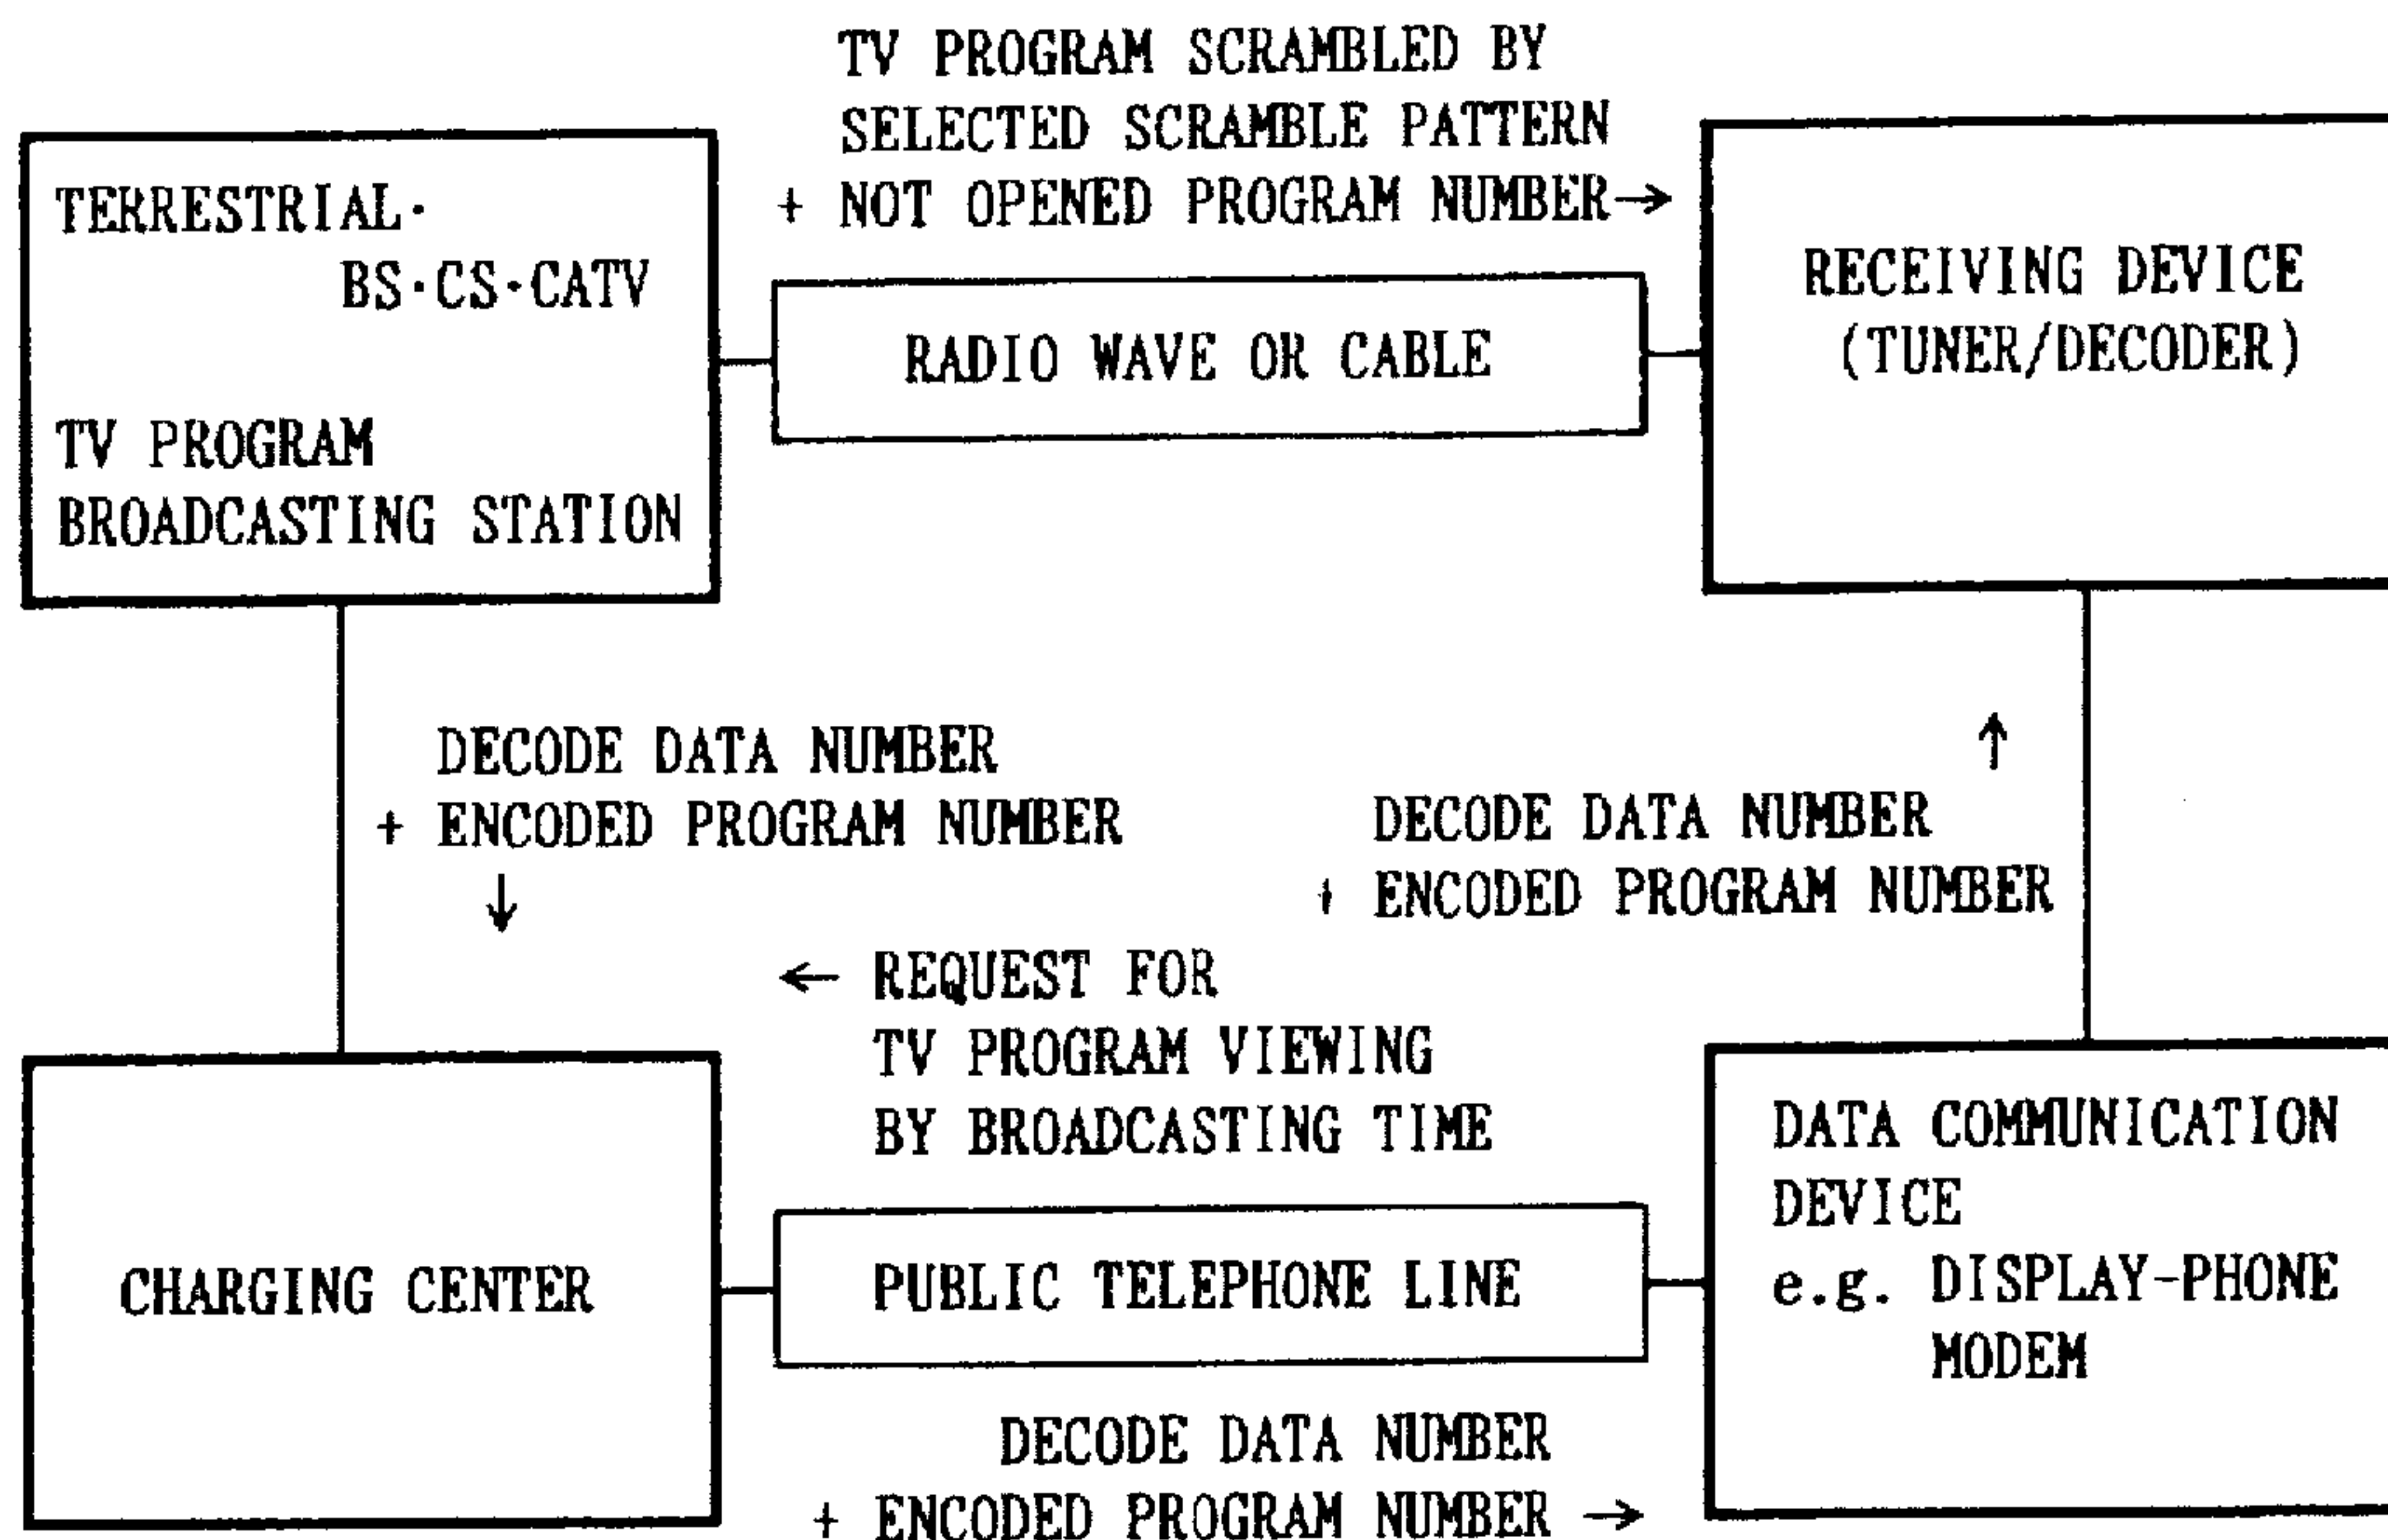 TV PROGRAM SCRAMBLED BY
SELECTED SCRAMBLE PATTERN
+ NOT OPENED PROGRAM NUMBER→
TERRESTRIAL·
BS·CS·CATV
TV PROGRAM
BROADCASTING STATION
RADIO WAVE OR CABLE
RECEIVING DEVICE
(TUNER/DECODER)
DECODE DATA NUMBER
+ ENCODED PROGRAM NUMBER
↓
↑
DECODE DATA NUMBER
+ ENCODED PROGRAM NUMBER
← REQUEST FOR
TV PROGRAM VIEWING
BY BROADCASTING TIME
CHARGING CENTER
PUBLIC TELEPHONE LINE
DATA COMMUNICATION
DEVICE
e.g. DISPLAY-PHONE
MODEM
DECODE DATA NUMBER
+ ENCODED PROGRAM NUMBER →